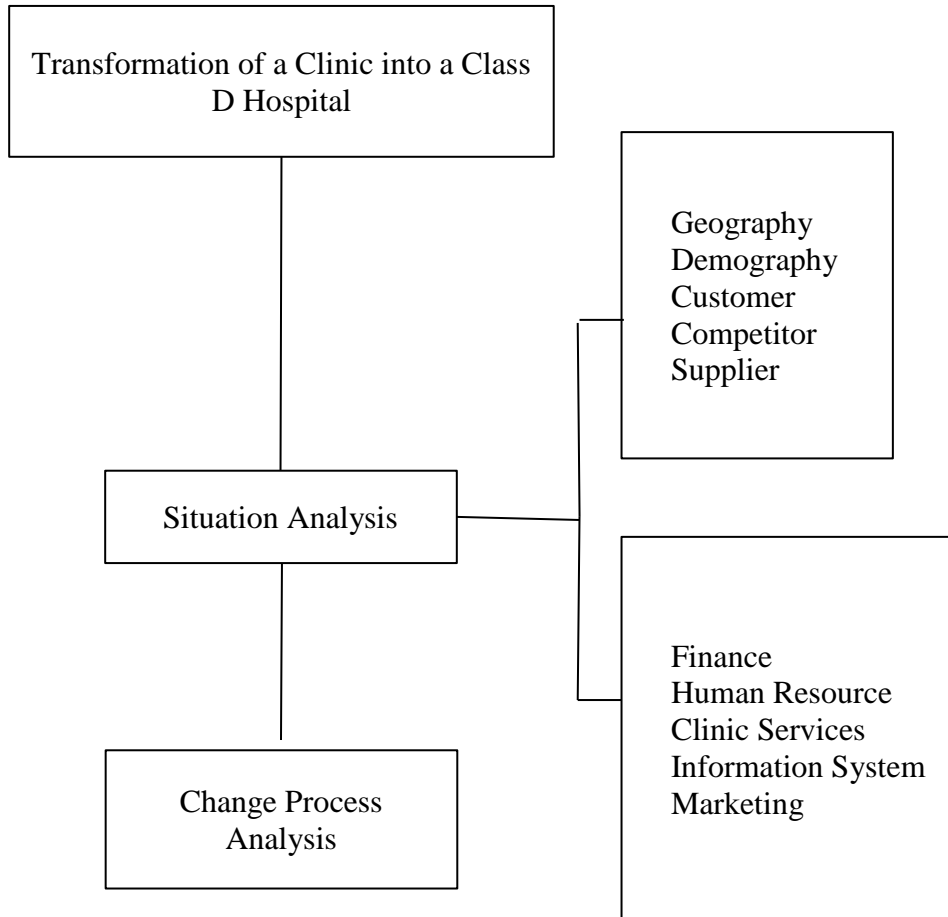 Transformation of a Clinic into a Class
D Hospital
Geography
Demography
Customer
Competitor
Supplier
Situation Analysis
Finance
Human Resource
Clinic Services
Information System
Marketing
Change Process
Analysis